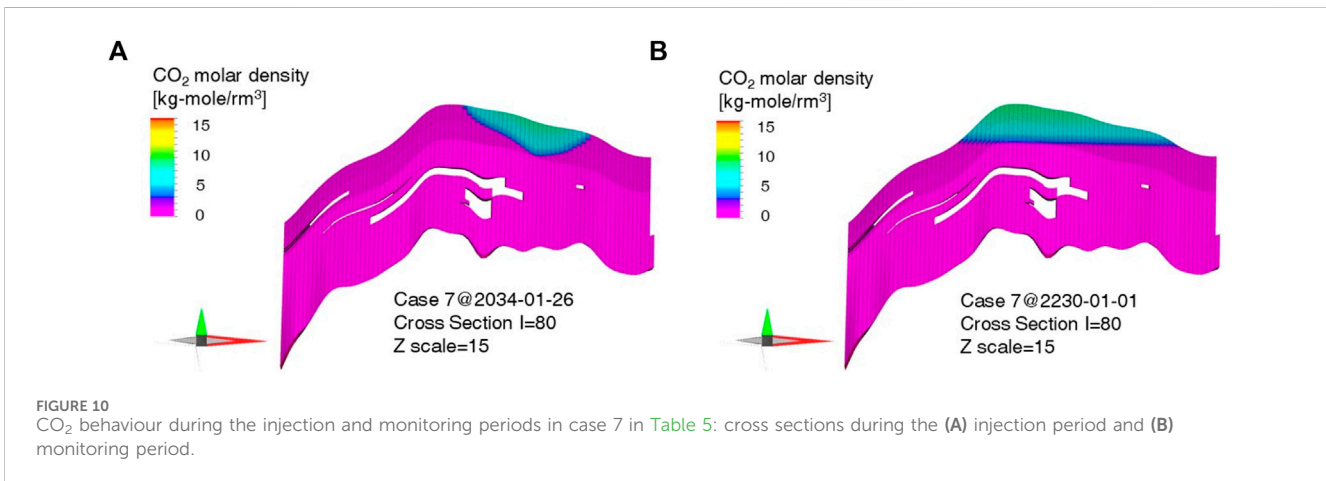 A
CO₂ molar density
[kg-mole/rm³]
15
10
5
0
Case 7@2034-01-26
Cross Section I=80
Z scale=15
B
CO₂ molar density
[kg-mole/rm³]
15
10
5
0
Case 7@2230-01-01
Cross Section I=80
Z scale=15
FIGURE 10
CO₂ behaviour during the injection and monitoring periods in case 7 in Table 5: cross sections during the (A) injection period and (B)
monitoring period.